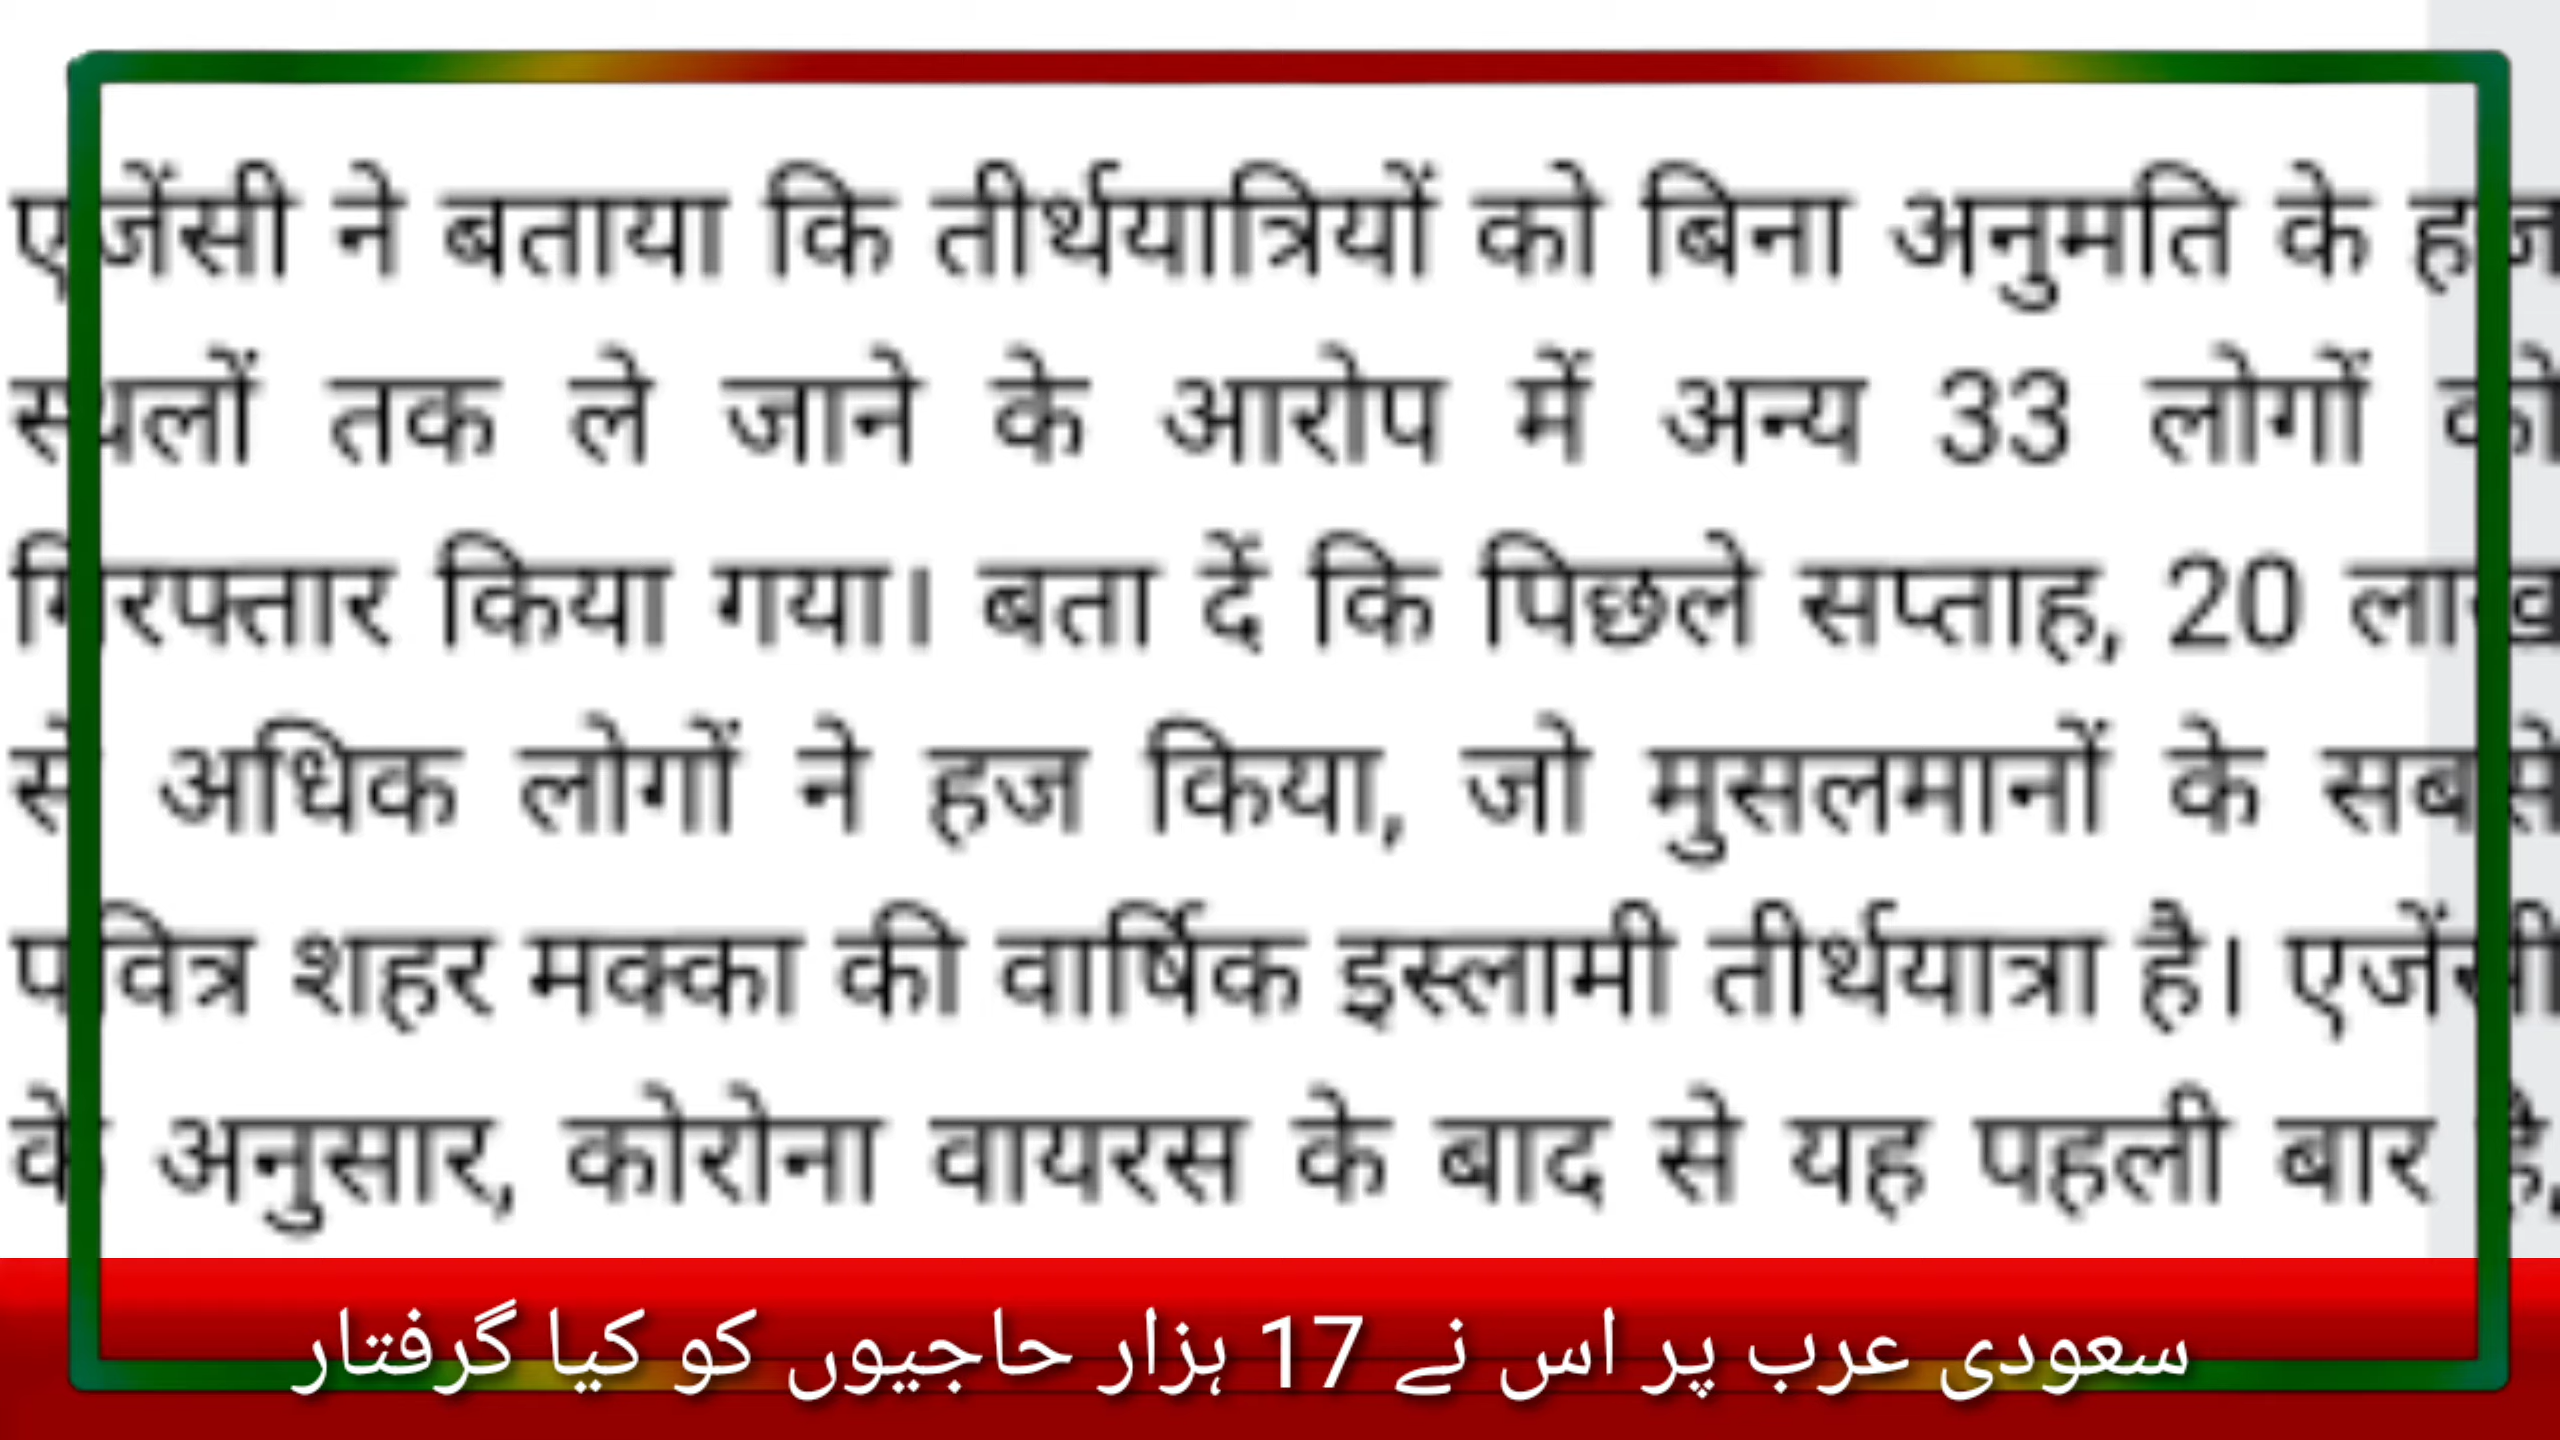 एजेंसी ने बताया कि तीर्थयात्रियों को बिना अनुमति के हज
स्थलों तक ले जाने के आरोप में अन्य 33 लोगों को
गिरफ्तार किया गया। बता दें कि पिछले सप्ताह, 20 लाख
से अधिक लोगों ने हज किया, जो मुसलमानों के सबसे
पवित्र शहर मक्का की वार्षिक इस्लामी तीर्थयात्रा है। एजेंसी
के अनुसार, कोरोना वायरस के बाद से यह पहली बार है,
سعودی عرب پر اس نے 17 ہزار حاجیوں کو کیا گرفتار